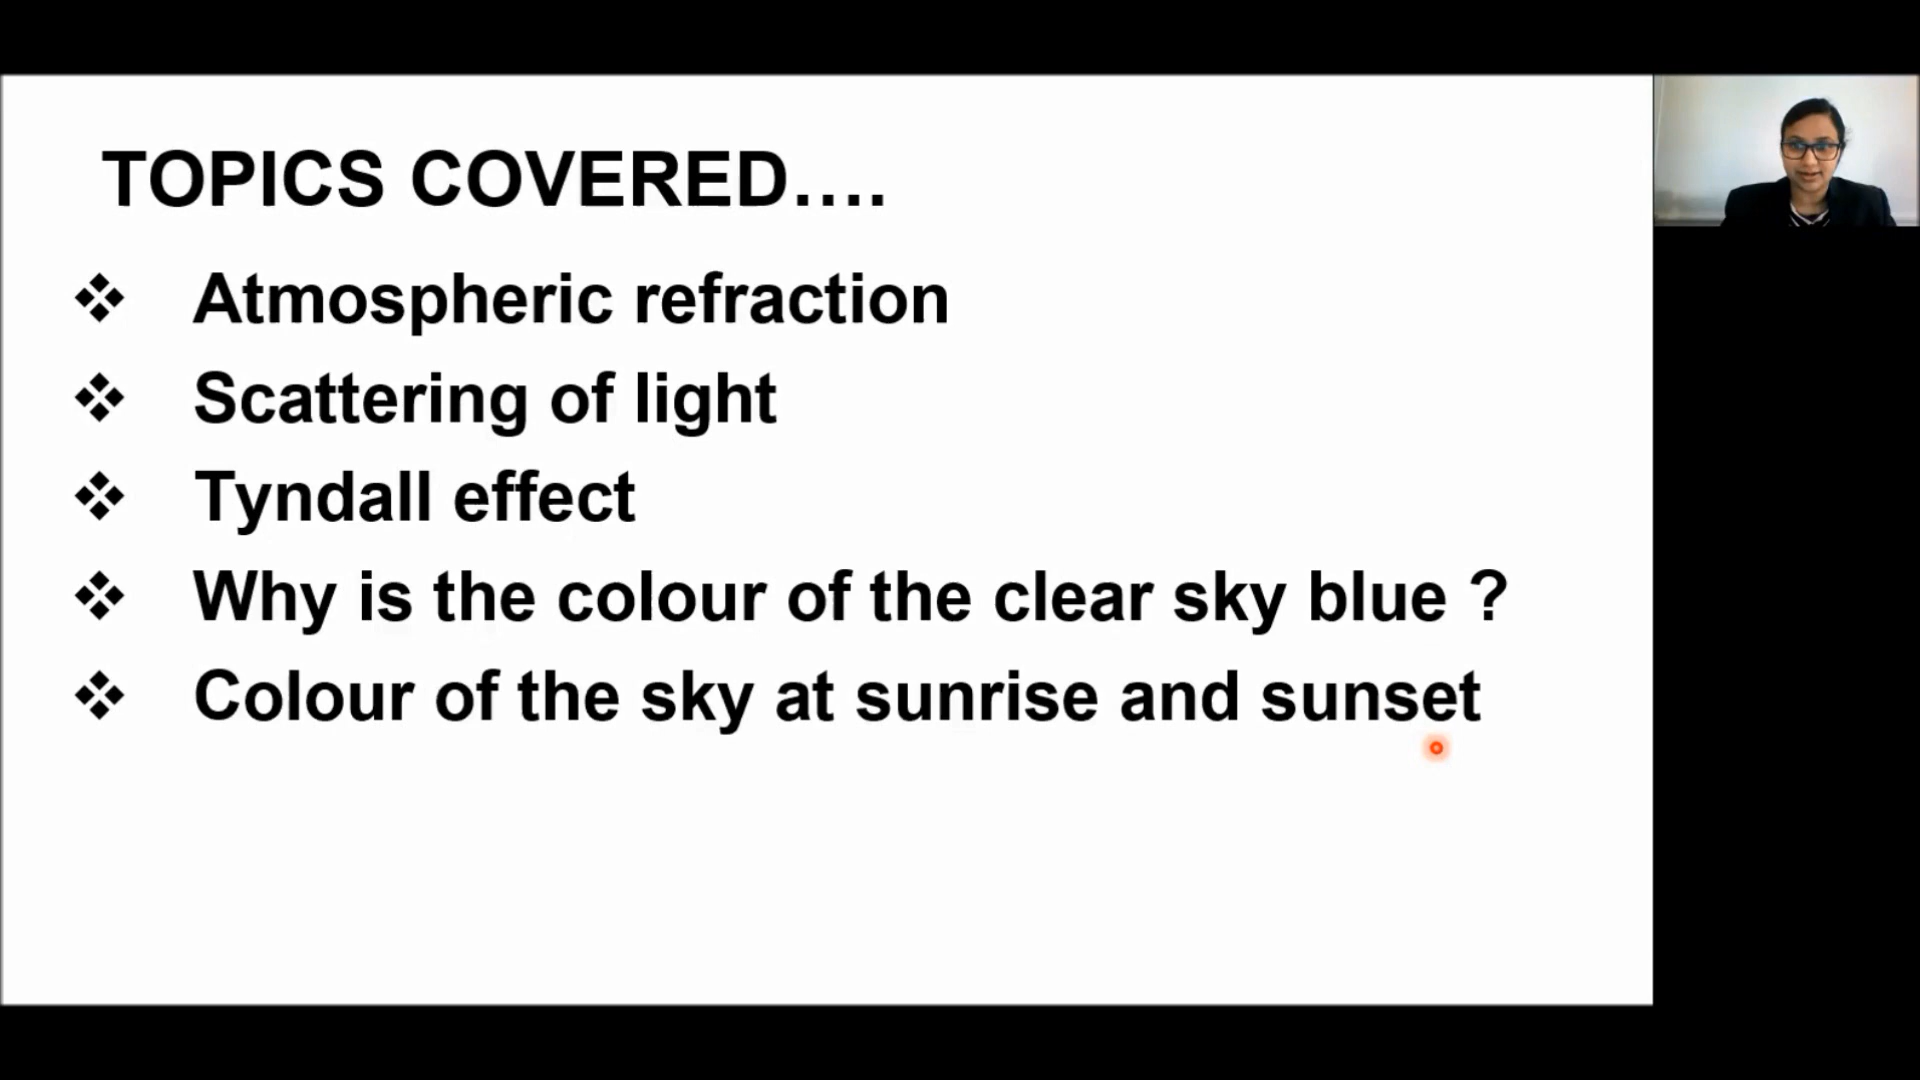 TOPICS COVERED....
❖ Atmospheric refraction
❖ Scattering of light
❖ Tyndall effect
❖ Why is the colour of the clear sky blue ?
❖ Colour of the sky at sunrise and sunset